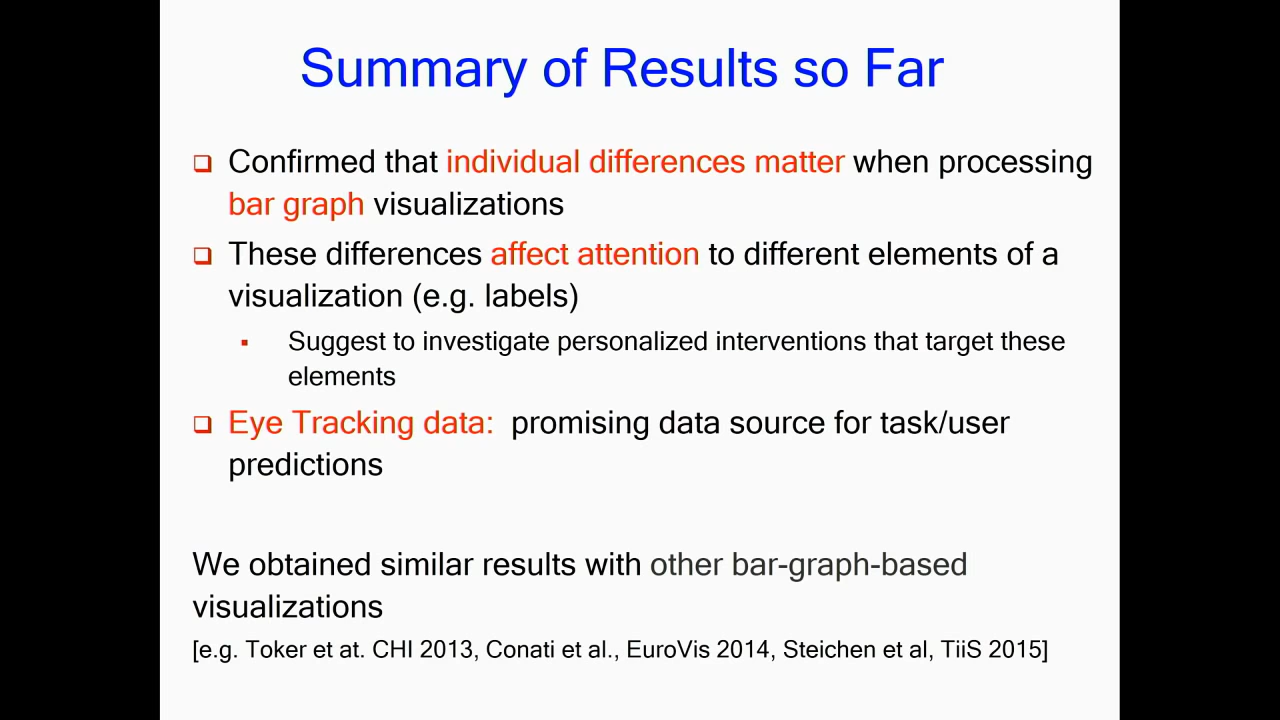 Summary of Results so Far
❑ Confirmed that individual differences matter when processing
bar graph visualizations
❑ These differences affect attention to different elements of a
visualization (e.g. labels)
▪ Suggest to investigate personalized interventions that target these
elements
❑ Eye Tracking data: promising data source for task/user
predictions
We obtained similar results with other bar-graph-based
visualizations
[e.g. Toker et at. CHI 2013, Conati et al., EuroVis 2014, Steichen et al, TiiS 2015]